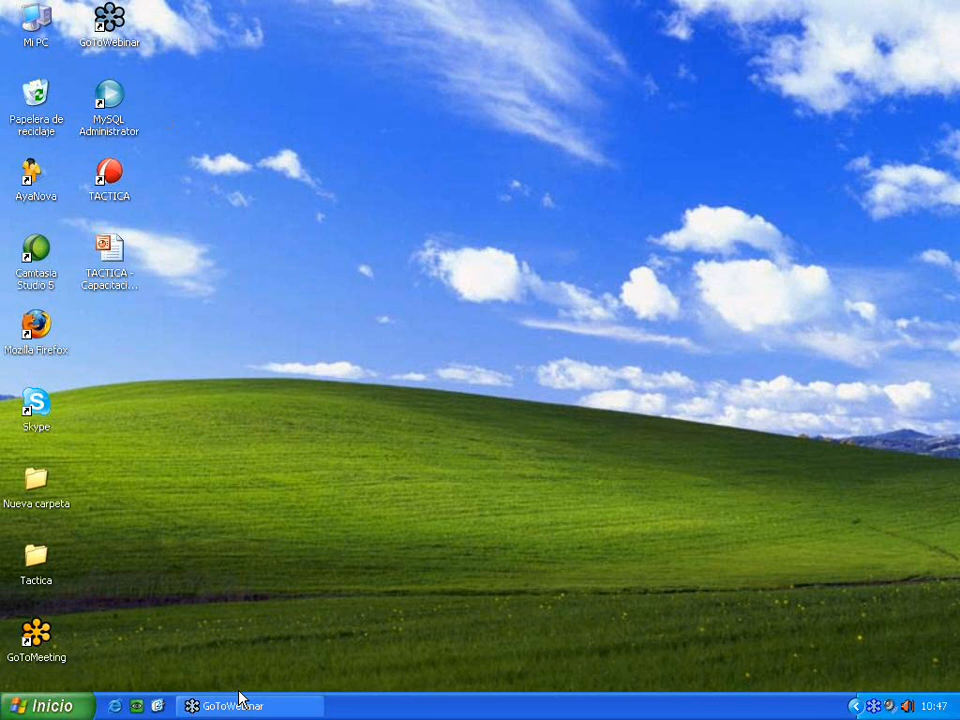 Mi PC
GoToWebinar
Papelera de
reciclaje
MySQL
Administrator
AyaNova
TACTICA
Camtasia
Studio 5
TACTICA -
Capacitaci...
Mozilla Firefox
Skype
Nueva carpeta
Tactica
GoToMeeting
Inicio
GoToWebinar
10:47